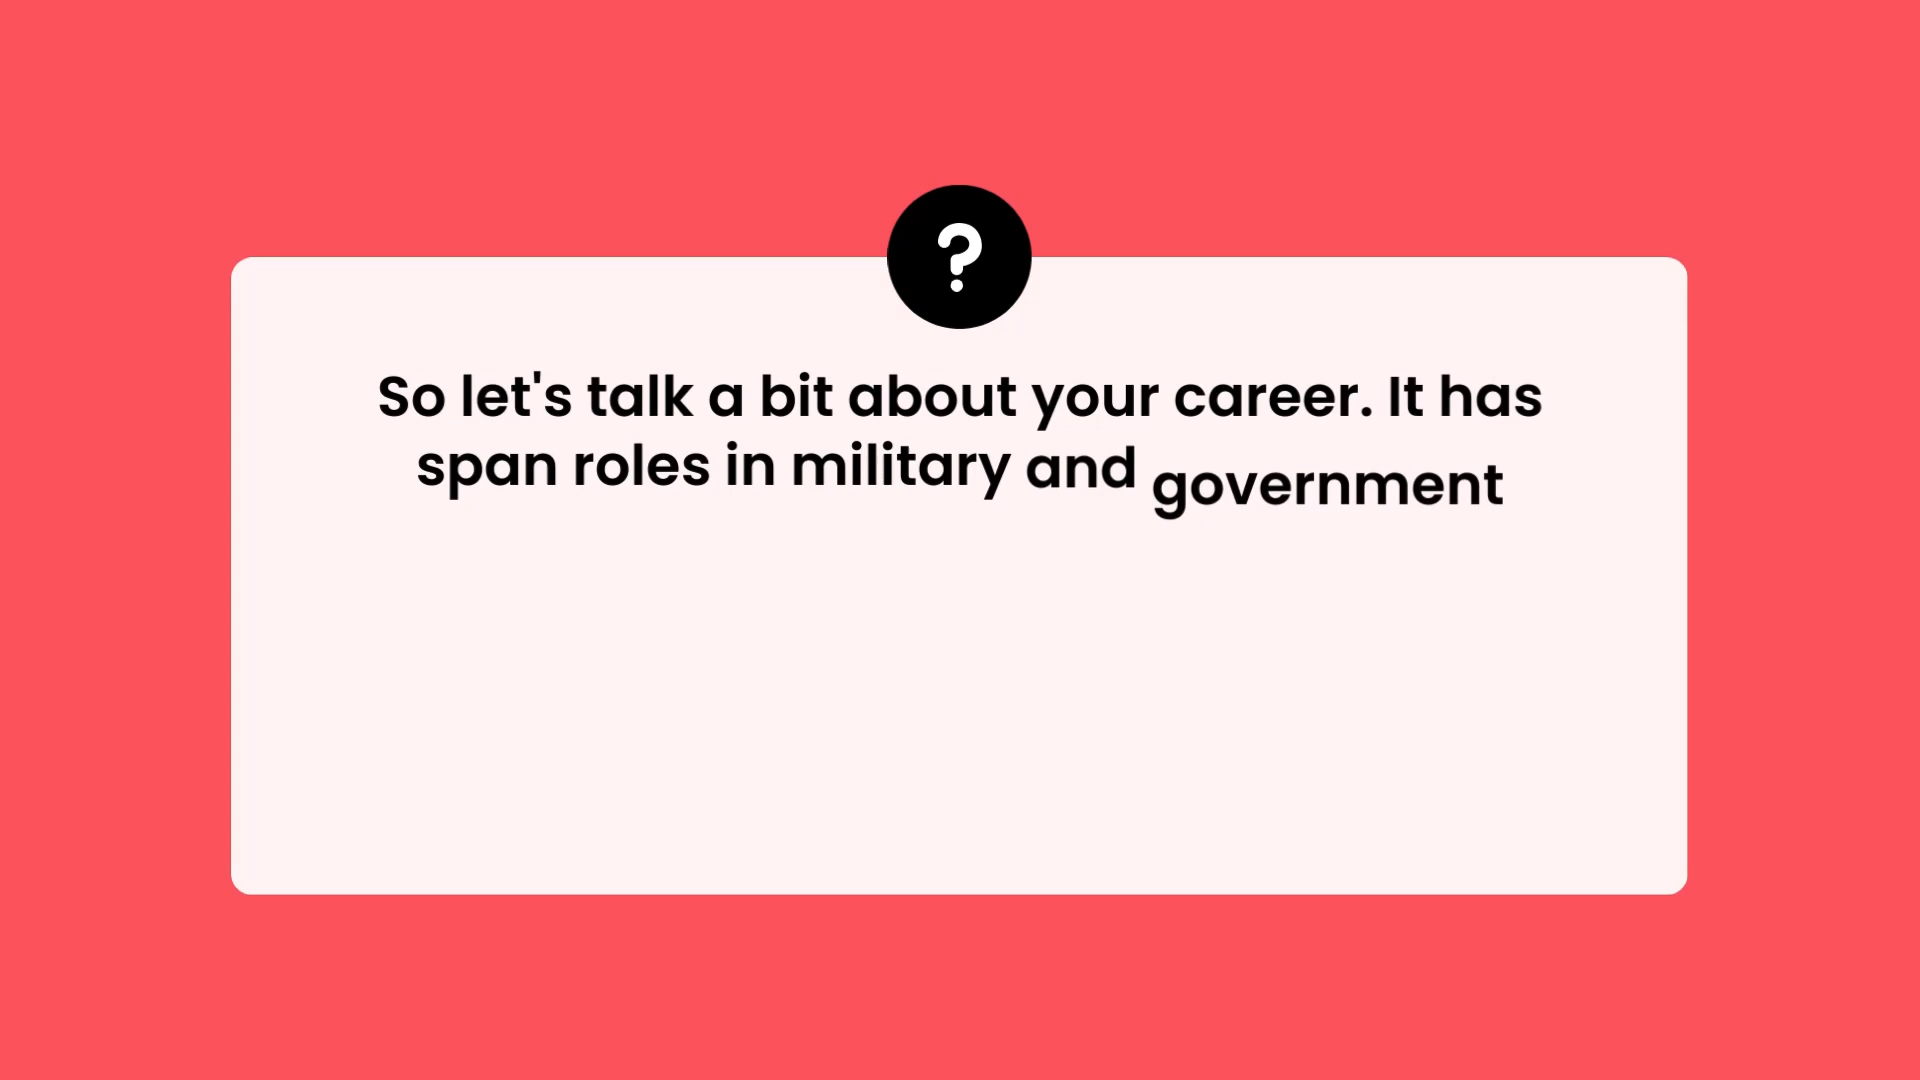 ?
So let's talk a bit about your career. It has
span roles in military and government